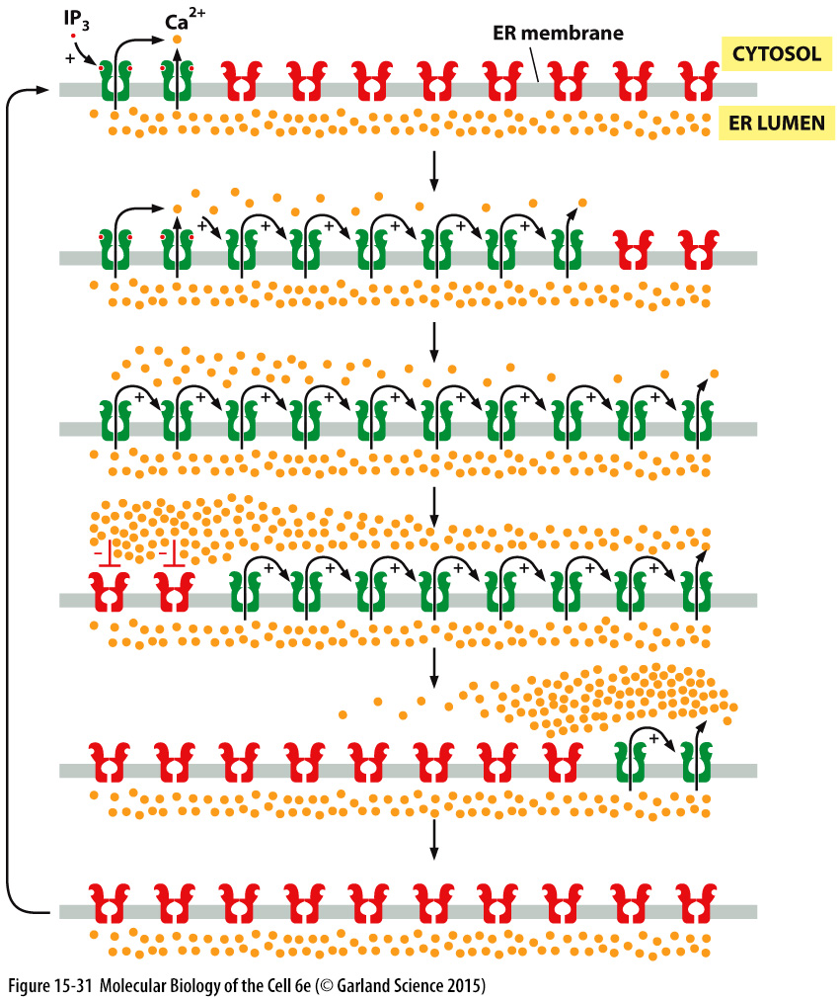 IP3
Ca2+
ER membrane
CYTOSOL
+
ER LUMEN
+ + + + + +
+ + + + + + + + +
– –
+ + + + + + +
+
Figure 15-31 Molecular Biology of the Cell 6e (© Garland Science 2015)